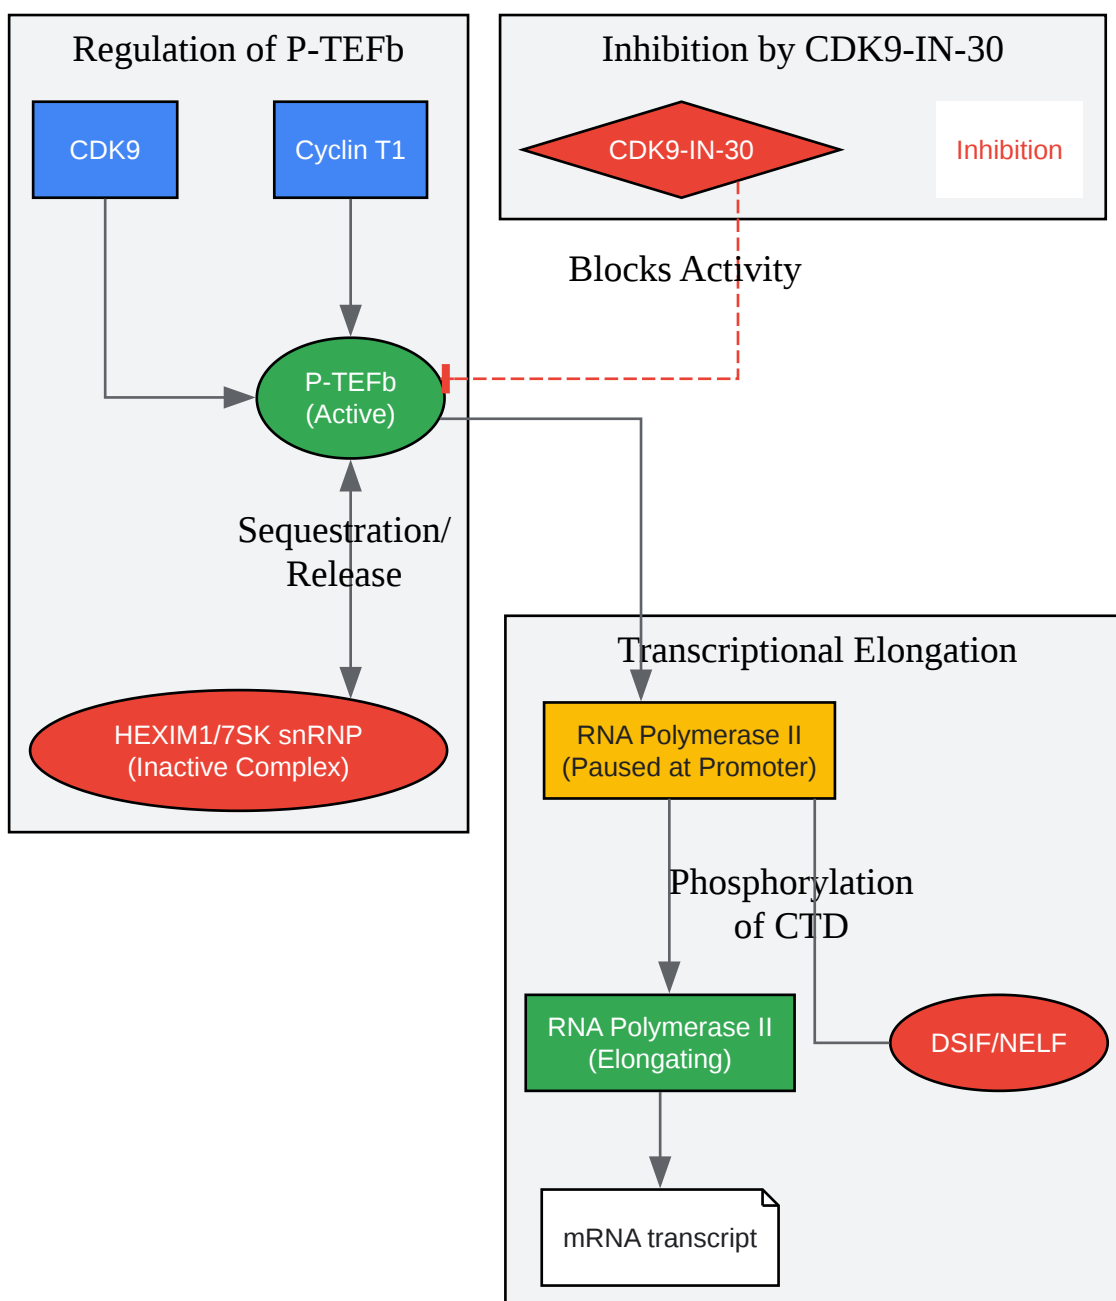 Regulation of P-TEFb
CDK9
Cyclin T1
P-TEFb
(Active)
Sequestration/
Release
HEXIM1/7SK snRNP
(Inactive Complex)
Inhibition by CDK9-IN-30
CDK9-IN-30
Inhibition
Blocks Activity
Transcriptional Elongation
RNA Polymerase II
(Paused at Promoter)
Phosphorylation
of CTD
RNA Polymerase II
(Elongating)
DSIF/NELF
mRNA transcript